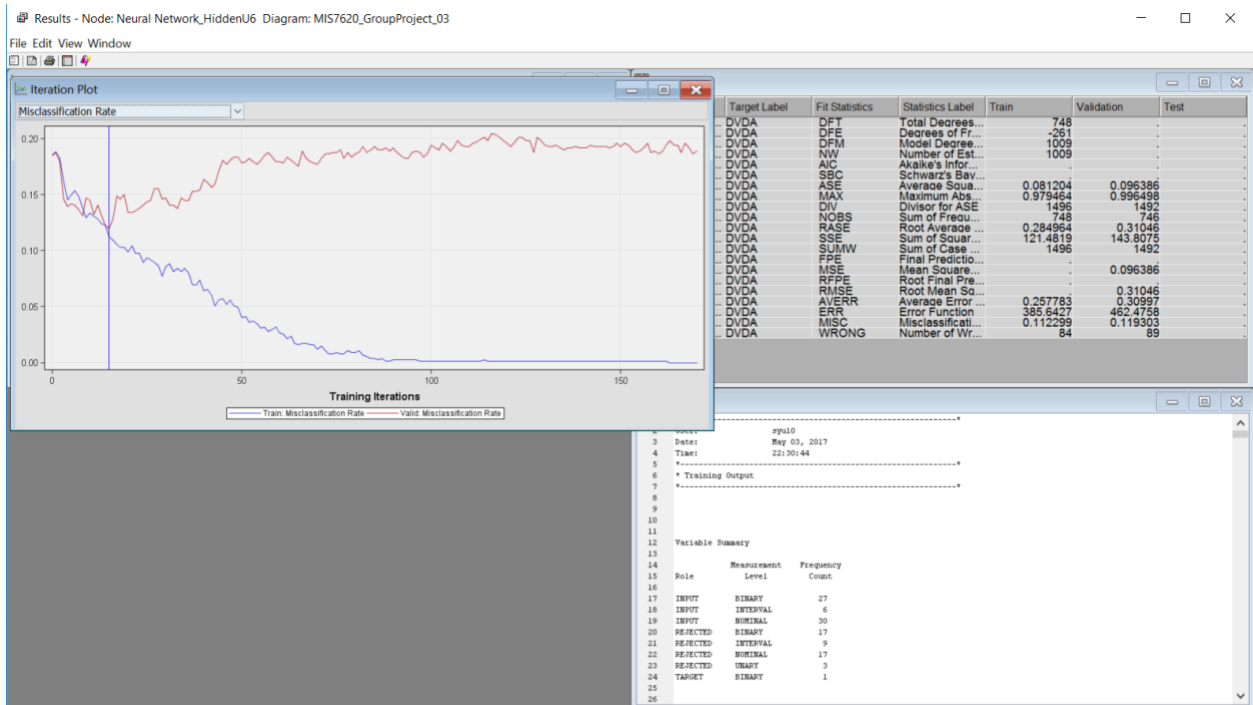 Results - Node: Neural Network_HiddenU6 Diagram: MIS7620_GroupProject_03
File Edit View Window
Iteration Plot
Misclassification Rate
0.20
0.15
0.10
0.05
0.00
0 50 100 150
Training Iterations
Train: Misclassification Rate Valid: Misclassification Rate
Target Label Fit Statistics Statistics Label Train Validation Test
.. DVDA DFT Total Degrees... 748 . .
.. DVDA DFE Degrees of Fr... -261 . .
.. DVDA DFM Model Degree... 1009 . .
.. DVDA NW Number of Est... 1009 . .
.. DVDA AIC Akaike's Infor... . . .
.. DVDA SBC Schwarz's Bay... . . .
.. DVDA ASE Average Squa... 0.081204 0.096386 .
.. DVDA MAX Maximum Abs... 0.979464 0.996498 .
.. DVDA DIV Divisor for ASE 1496 1492 .
.. DVDA NOBS Sum of Frequ... 748 746 .
.. DVDA RASE Root Average ... 0.284964 0.31046 .
.. DVDA SSE Sum of Squar... 121.4819 143.8075 .
.. DVDA SUMW Sum of Case ... 1496 1492 .
.. DVDA FPE Final Predictio... . . .
.. DVDA MSE Mean Square... . 0.096386 .
.. DVDA RFPE Root Final Pre... . . .
.. DVDA RMSE Root Mean Sq... . 0.31046 .
.. DVDA AVERR Average Error ... 0.257783 0.30997 .
.. DVDA ERR Error Function 385.6427 462.4758 .
.. DVDA MISC Misclassificati... 0.112299 0.119303 .
.. DVDA WRONG Number of Wr... 84 89 .
2 syul0
3 Date: May 03, 2017
4 Time: 22:30:44
5 *------------------------------------------------------------*
6 * Training Output
7 *------------------------------------------------------------*
8
9
10
11
12 Variable Summary
13
14 Measurement Frequency
15 Role Level Count
16
17 INPUT BINARY 27
18 INPUT INTERVAL 6
19 INPUT NOMINAL 30
20 REJECTED BINARY 17
21 REJECTED INTERVAL 9
22 REJECTED NOMINAL 17
23 REJECTED UNARY 3
24 TARGET BINARY 1
25
26